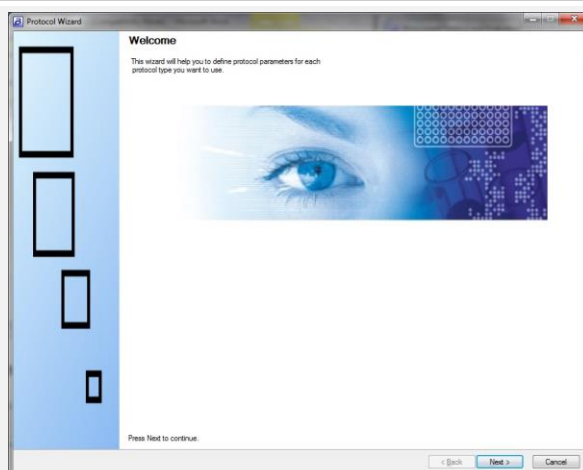 Protocol Wizard
Welcome
This wizard will help you to define protocol parameters for each
protocol type you want to use.
Press Next to continue.
< Back
Next >
Cancel